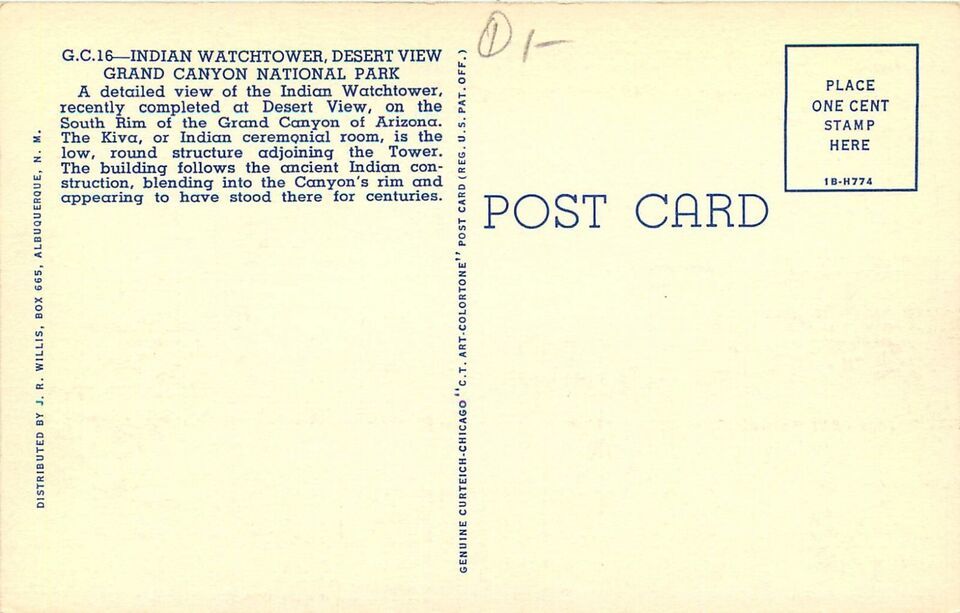 G.C.16—INDIAN WATCHTOWER, DESERT VIEW
GRAND CANYON NATIONAL PARK
A detailed view of the Indian Watchtower,
recently completed at Desert View, on the
South Rim of the Grand Canyon of Arizona.
The Kiva, or Indian ceremonial room, is the
low, round structure adjoining the Tower.
The building follows the ancient Indian con-
struction, blending into the Canyon's rim and
appearing to have stood there for centuries.
DISTRIBUTED BY J. R. WILLIS, BOX 665, ALBUQUERQUE, N. M.
GENUINE CURTEICH-CHICAGO "C.T. ART-COLORTONE" POST CARD (REG. U.S. PAT. OFF.)
1-
POST CARD
PLACE
ONE CENT
STAMP
HERE
1B-H774